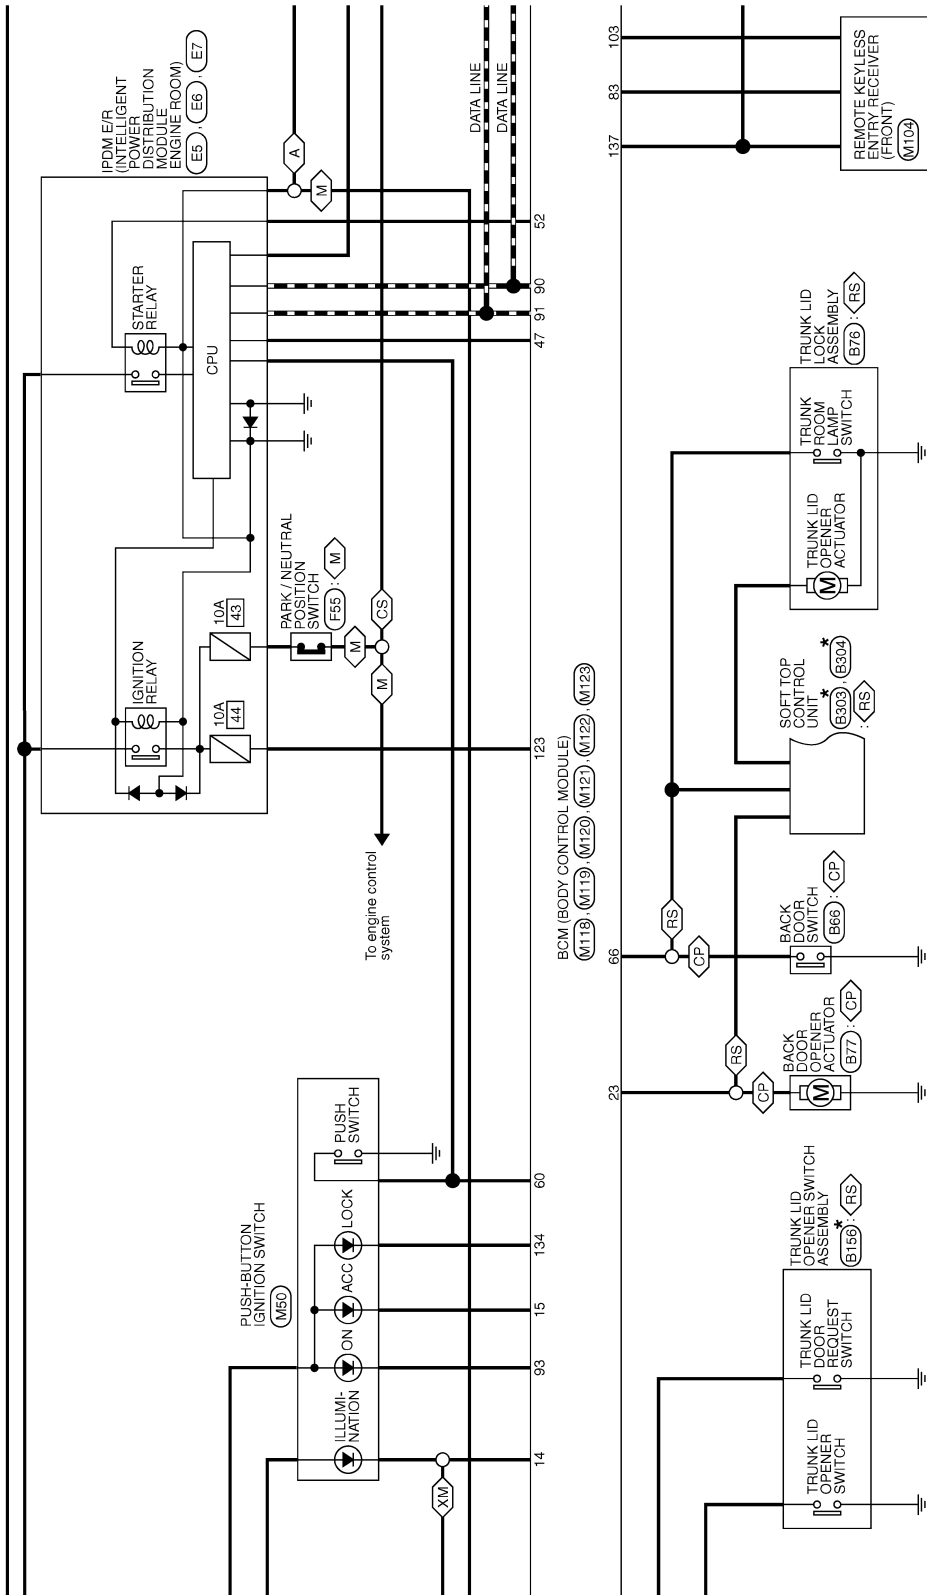 IPDM E/R
(INTELLIGENT
POWER
DISTRIBUTION
MODULE
ENGINE ROOM)
E5 , E6 , E7
STARTER
RELAY
CPU
A
M
DATA LINE
DATA LINE
52
90
91
47
IGNITION
RELAY
10A
43
10A
44
PARK / NEUTRAL
POSITION
SWITCH
F55 : M
M
CS
M
123
To engine control
system
PUSH-BUTTON
IGNITION SWITCH
M50
PUSH
SWITCH
LOCK
ACC
ON
ILLUMI-
NATION
60
134
15
93
14
XM
BCM (BODY CONTROL MODULE)
M118 , M119 , M120 , M121 , M122 , M123
103
83
137
REMOTE KEYLESS
ENTRY RECEIVER
(FRONT)
M104
TRUNK LID
LOCK
ASSEMBLY
B76 : RS
TRUNK
ROOM
LAMP
SWITCH
TRUNK LID
OPENER
ACTUATOR
M
SOFT TOP
CONTROL
UNIT
B303* , B304*
: RS
66
RS
CP
BACK
DOOR
SWITCH
B66 : CP
23
RS
CP
BACK
DOOR
OPENER
ACTUATOR
B77 : CP
M
TRUNK LID
OPENER SWITCH
ASSEMBLY
B156* : RS
TRUNK LID
DOOR
REQUEST
SWITCH
TRUNK LID
OPENER
SWITCH